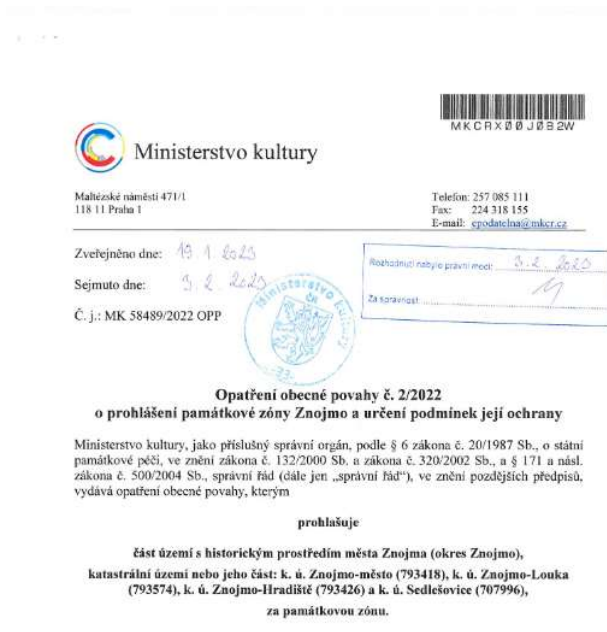 MKCRX00J0B2W
Ministerstvo kultury
Maltézské náměstí 471/1
118 11 Praha 1
Telefon: 257 085 111
Fax: 224 318 155
E-mail: epodatelna@mkcr.cz
Zveřejněno dne: 19. 1. 2023
Sejmuto dne: 3. 2. 2023
Č. j.: MK 58489/2022 OPP
Rozhodnutí nabylo právní moci: 3. 2. 2023
Za správnost:
Ministerstvo kultury
ČR
-33-
Opatření obecné povahy č. 2/2022
o prohlášení památkové zóny Znojmo a určení podmínek její ochrany
Ministerstvo kultury, jako příslušný správní orgán, podle § 6 zákona č. 20/1987 Sb., o státní
památkové péči, ve znění zákona č. 132/2000 Sb. a zákona č. 320/2002 Sb., a § 171 a násl.
zákona č. 500/2004 Sb., správní řád (dále jen „správní řád“), ve znění pozdějších předpisů,
vydává opatření obecné povahy, kterým
prohlašuje
část území s historickým prostředím města Znojma (okres Znojmo),
katastrální území nebo jeho část: k. ú. Znojmo-město (793418), k. ú. Znojmo-Louka
(793574), k. ú. Znojmo-Hradiště (793426) a k. ú. Sedlešovice (707996),
za památkovou zónu.